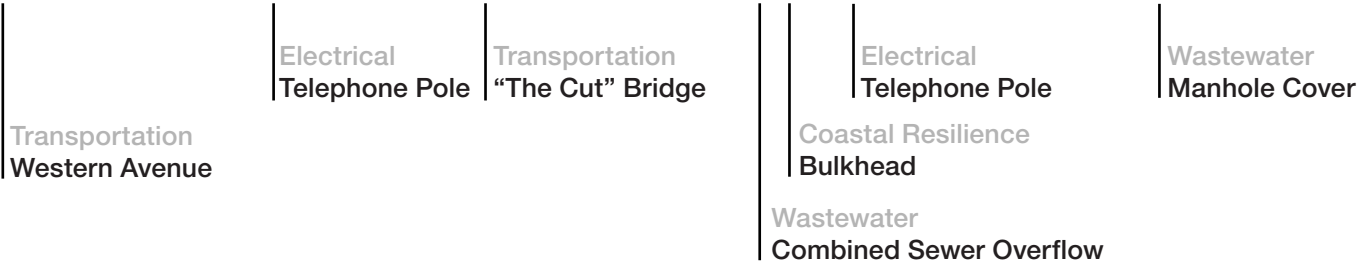 Electrical
Telephone Pole
Transportation
“The Cut” Bridge
Electrical
Telephone Pole
Wastewater
Manhole Cover
Transportation
Western Avenue
Coastal Resilience
Bulkhead
Wastewater
Combined Sewer Overflow